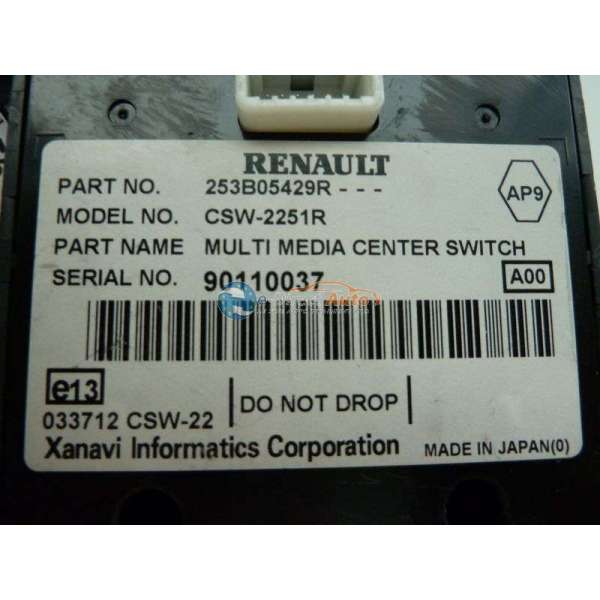 RENAULT
PART NO. 253B05429R - - -
AP9
MODEL NO. CSW-2251R
PART NAME MULTI MEDIA CENTER SWITCH
SERIAL NO. 90110037
A00
e13
033712 CSW-22
DO NOT DROP
Xanavi Informatics Corporation
MADE IN JAPAN(0)